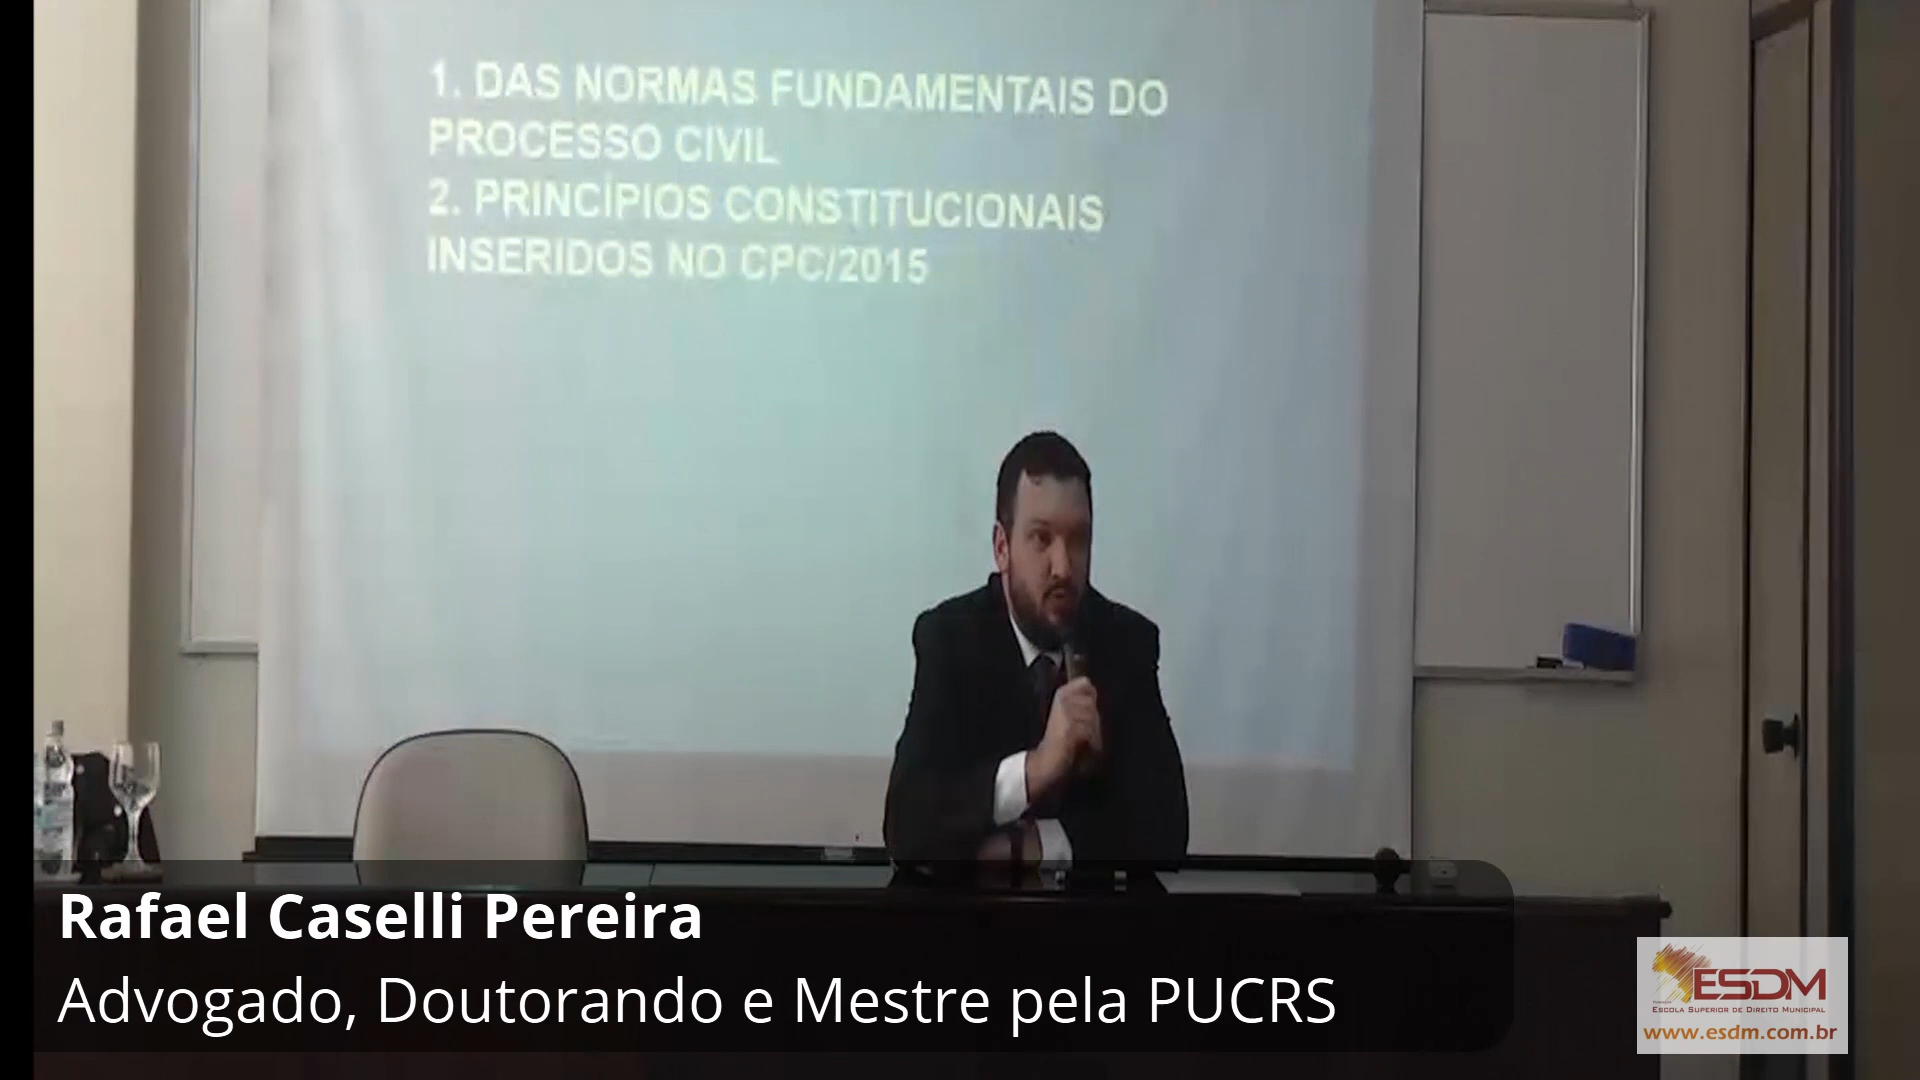 1. DAS NORMAS FUNDAMENTAIS DO
PROCESSO CIVIL
2. PRINCÍPIOS CONSTITUCIONAIS
INSERIDOS NO CPC/2015
Rafael Caselli Pereira
Advogado, Doutorando e Mestre pela PUCRS
ESDM
ESCOLA SUPERIOR DE DIREITO MUNICIPAL
www.esdm.com.br